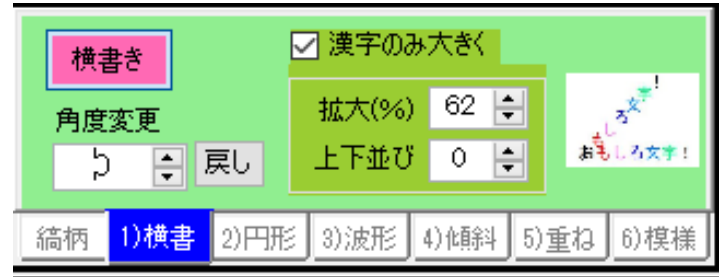 横書き
漢字のみ大きく
角度変更
戻し
拡大(%) 62
上下並び 0
おもしろ文字!
縞柄 1)横書 2)円形 3)波形 4)傾斜 5)重ね 6)模様